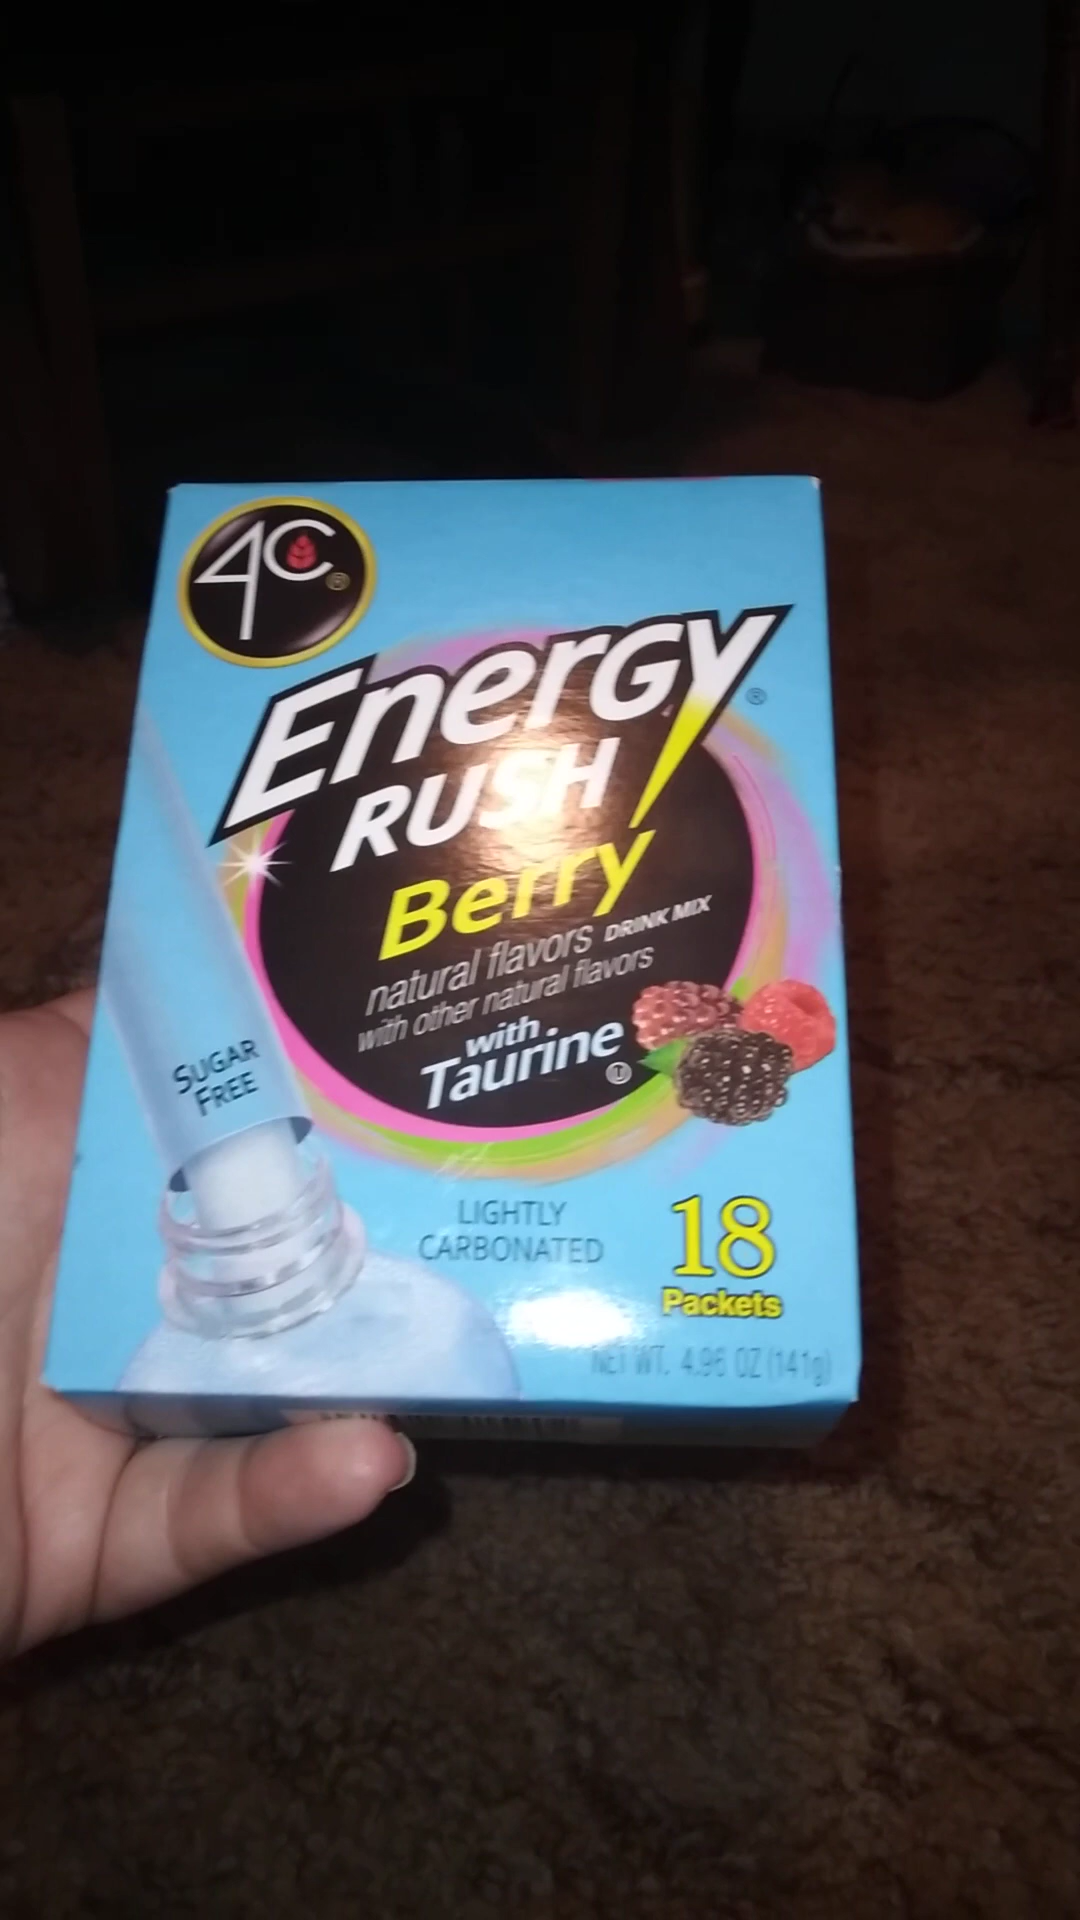 4C®
Energy®
RUSH
Berry
natural flavors DRINK MIX
with other natural flavors
with
Taurine
U
SUGAR
FREE
LIGHTLY
CARBONATED
18
Packets
NET WT. 4.96 OZ (141g)